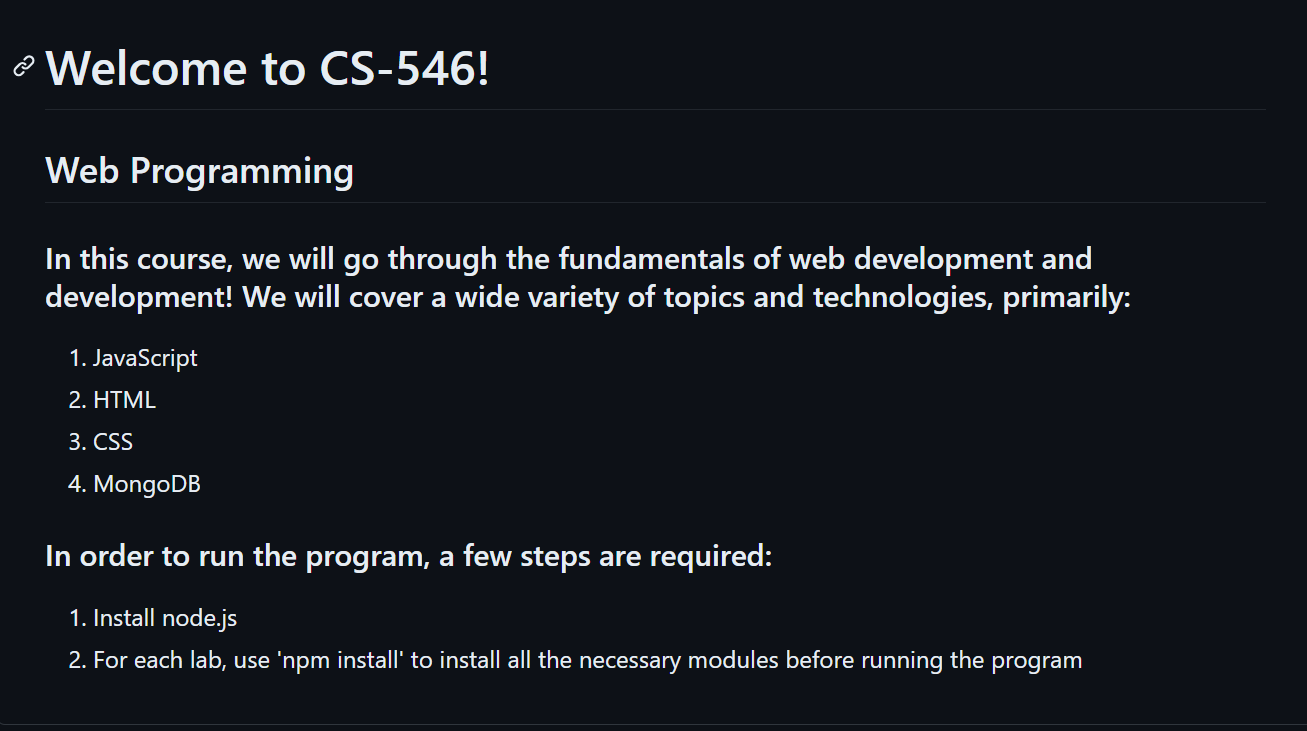 Welcome to CS-546!
Web Programming
In this course, we will go through the fundamentals of web development and
development! We will cover a wide variety of topics and technologies, primarily:
1. JavaScript
2. HTML
3. CSS
4. MongoDB
In order to run the program, a few steps are required:
1. Install node.js
2. For each lab, use 'npm install' to install all the necessary modules before running the program